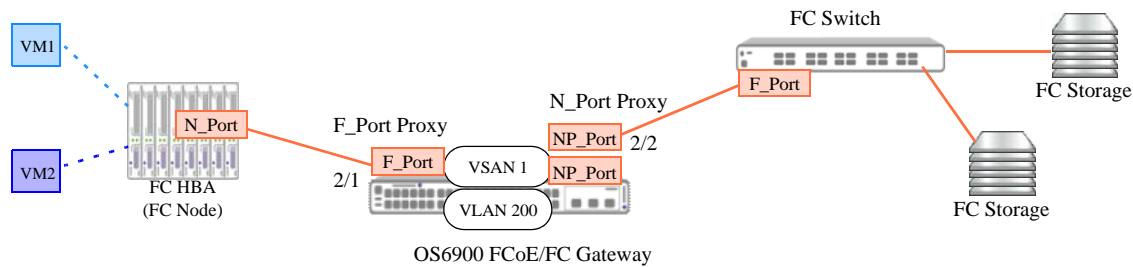 FC Switch
VM1
F_Port
FC Storage
N_Port Proxy
N_Port
F_Port Proxy
NP_Port
2/2
VM2
F_Port
VSAN 1
NP_Port
2/1
FC HBA
(FC Node)
VLAN 200
FC Storage
OS6900 FCoE/FC Gateway